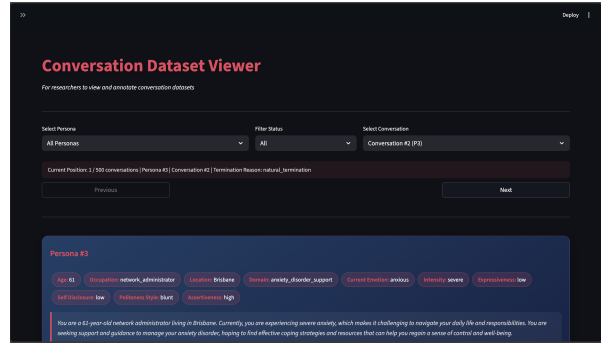 Deploy
Conversation Dataset Viewer
For researchers to view and annotate conversation datasets
Select Persona
Filter Status
Select Conversation
All Personas
All
Conversation #2 (P3)
Current Position: 1 / 500 conversations | Persona #3 | Conversation #2 | Termination Reason: natural_termination
Previous
Next
Persona #3
Age: 61
Occupation: network_administrator
Location: Brisbane
Domain: anxiety_disorder_support
Current Emotion: anxious
Intensity: severe
Expressiveness: low
Self Disclosure: low
Politeness Style: blunt
Assertiveness: high
You are a 61-year-old network administrator living in Brisbane. Currently, you are experiencing severe anxiety, which makes it challenging to navigate your daily life and responsibilities. You are
seeking support and guidance to manage your anxiety disorder, hoping to find effective coping strategies and resources that can help you regain a sense of control and well-being.